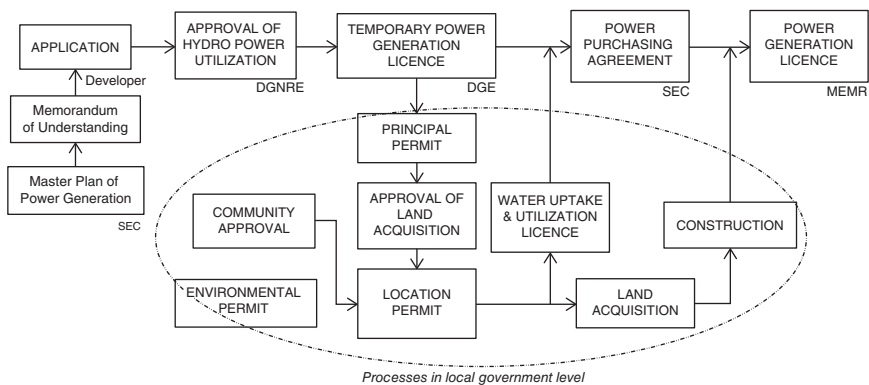 APPLICATION
Developer
Memorandum
of Understanding
Master Plan of
Power Generation
SEC
APPROVAL OF
HYDRO POWER
UTILIZATION
DGNRE
TEMPORARY POWER
GENERATION
LICENCE
DGE
POWER
PURCHASING
AGREEMENT
SEC
POWER
GENERATION
LICENCE
MEMR
PRINCIPAL
PERMIT
COMMUNITY
APPROVAL
APPROVAL OF
LAND
ACQUISITION
WATER UPTAKE
& UTILIZATION
LICENCE
CONSTRUCTION
ENVIRONMENTAL
PERMIT
LOCATION
PERMIT
LAND
ACQUISITION
Processes in local government level